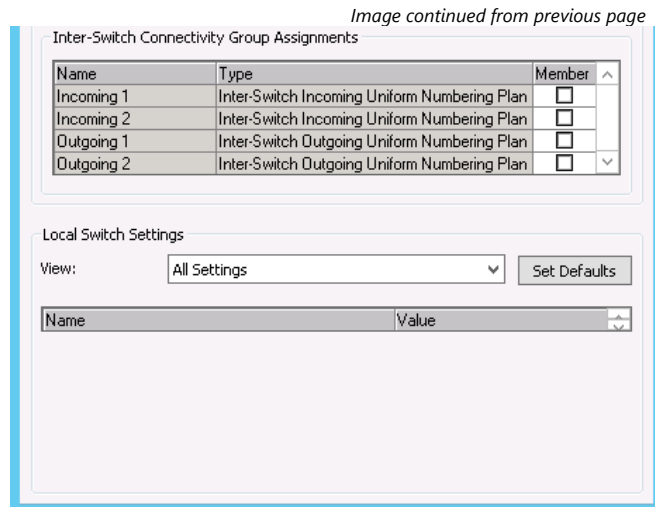 Image continued from previous page
Inter-Switch Connectivity Group Assignments
Name Type Member
Incoming 1 Inter-Switch Incoming Uniform Numbering Plan
Incoming 2 Inter-Switch Incoming Uniform Numbering Plan
Outgoing 1 Inter-Switch Outgoing Uniform Numbering Plan
Outgoing 2 Inter-Switch Outgoing Uniform Numbering Plan
Local Switch Settings
View: All Settings Set Defaults
Name Value